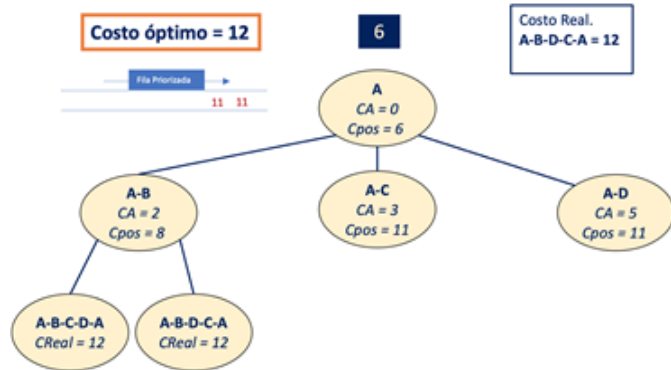 Costo óptimo = 12
6
Costo Real.
A-B-D-C-A = 12
Fila Priorizada
11 11
A
CA = 0
Cpos = 6
A-B
CA = 2
Cpos = 8
A-C
CA = 3
Cpos = 11
A-D
CA = 5
Cpos = 11
A-B-C-D-A
CReal = 12
A-B-D-C-A
CReal = 12